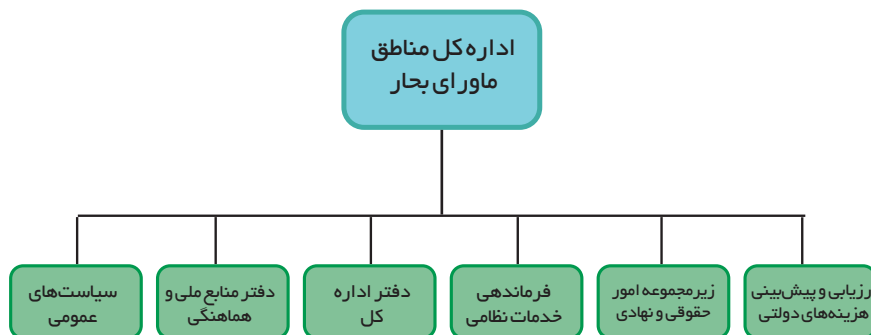 اداره کل مناطق
ماورای بحار
رزیابی و پیش‌بینی
هزینه‌های دولتی
زیرمجموعه امور
حقوقی و نهادی
فرماندهی
خدمات نظامی
دفتر اداره
کل
دفتر منابع ملی و
هماهنگی
سیاست‌های
عمومی